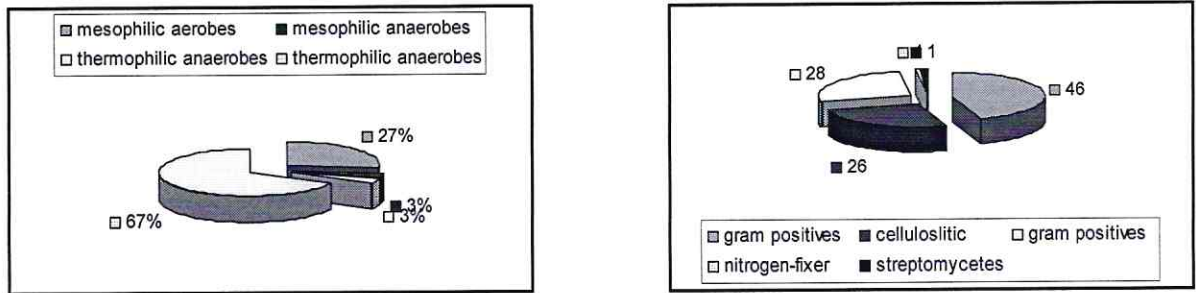 mesophilic aerobes mesophilic anaerobes
thermophilic anaerobes thermophilic anaerobes
27%
3%
3%
67%
1
28
46
26
gram positives celluloslitic gram positives
nitrogen-fixer streptomycetes